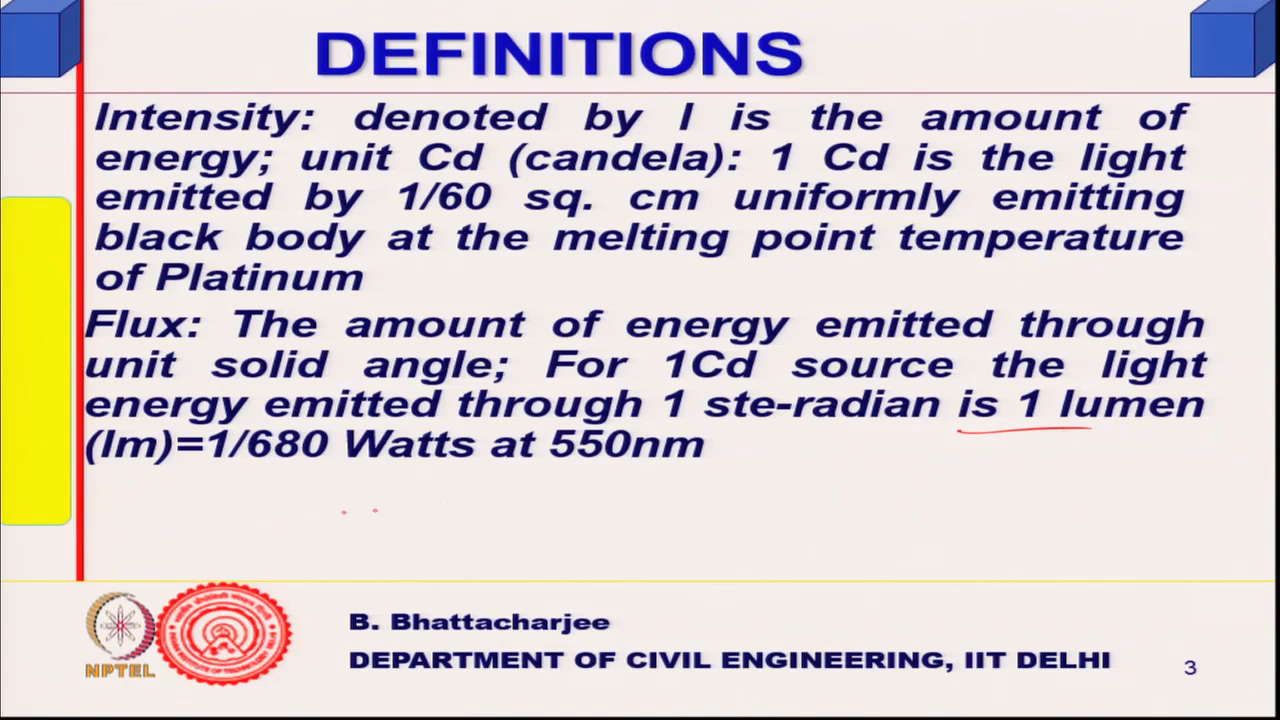 DEFINITIONS
Intensity: denoted by I is the amount of
energy; unit Cd (candela): 1 Cd is the light
emitted by 1/60 sq. cm uniformly emitting
black body at the melting point temperature
of Platinum
Flux: The amount of energy emitted through
unit solid angle; For 1Cd source the light
energy emitted through 1 ste-radian is 1 lumen
(lm)=1/680 Watts at 550nm
NPTEL
B. Bhattacharjee
DEPARTMENT OF CIVIL ENGINEERING, IIT DELHI
3